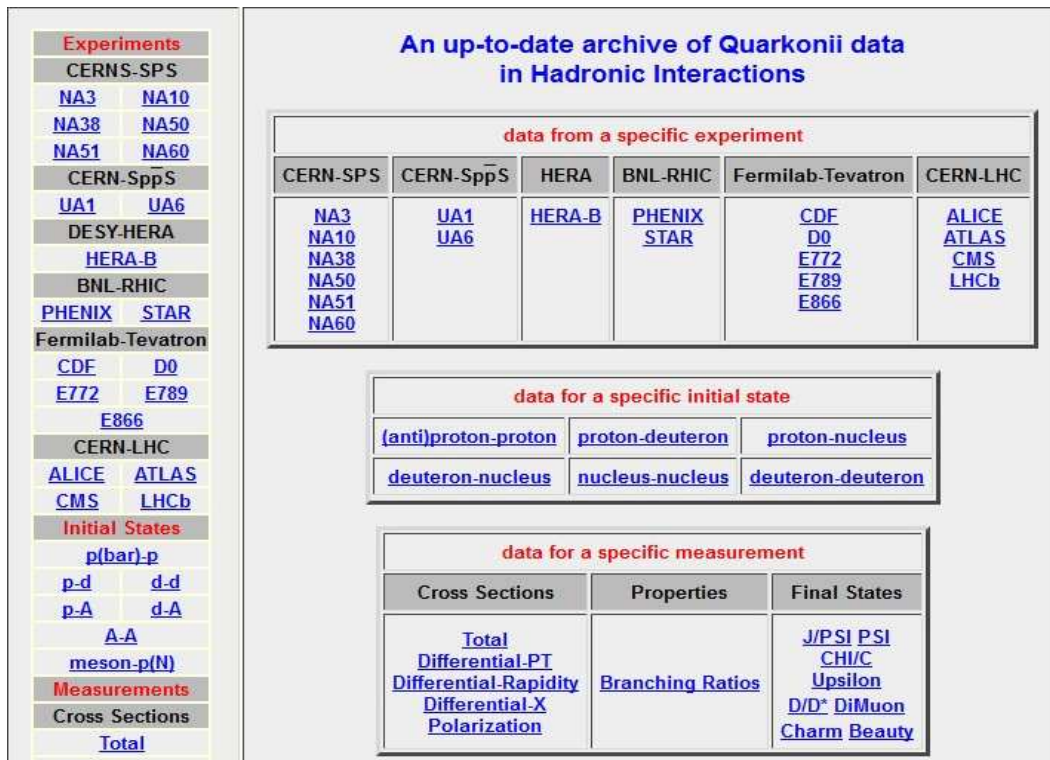 Experiments
CERNS-SPS
NA3 NA10
NA38 NA50
NA51 NA60
CERN-Spp̅S
UA1 UA6
DESY-HERA
HERA-B
BNL-RHIC
PHENIX STAR
Fermilab-Tevatron
CDF D0
E772 E789
E866
CERN-LHC
ALICE ATLAS
CMS LHCb
Initial States
p(bar)-p
p-d d-d
p-A d-A
A-A
meson-p(N)
Measurements
Cross Sections
Total
An up-to-date archive of Quarkonii data
in Hadronic Interactions
data from a specific experiment
CERN-SPS CERN-Spp̅S HERA BNL-RHIC Fermilab-Tevatron CERN-LHC
NA3 UA1 HERA-B PHENIX CDF ALICE
NA10 UA6 STAR D0 ATLAS
NA38 E772 CMS
NA50 E789 LHCb
NA51 E866
NA60
data for a specific initial state
(anti)proton-proton proton-deuteron proton-nucleus
deuteron-nucleus nucleus-nucleus deuteron-deuteron
data for a specific measurement
Cross Sections Properties Final States
Total
Differential-PT
Differential-Rapidity
Differential-X
Polarization
Branching Ratios
J/PSI PSI
CHI/C
Upsilon
D/D* DiMuon
Charm Beauty